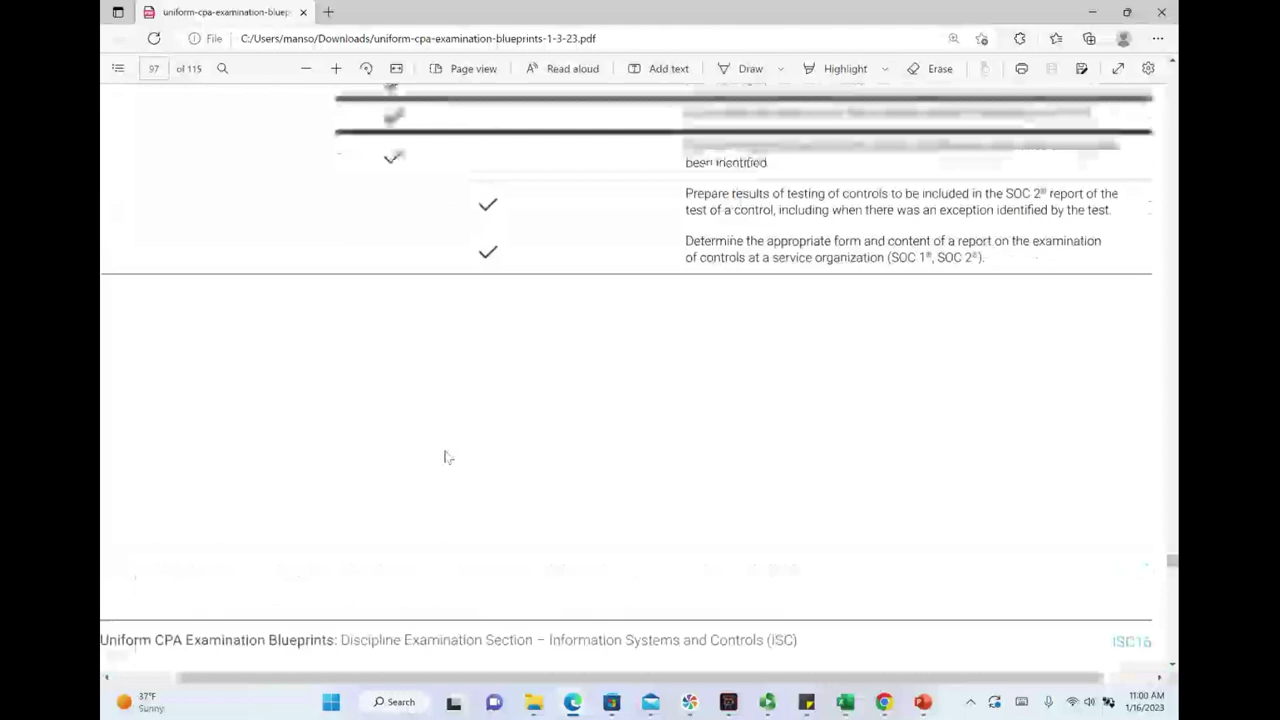 uniform-cpa-examination-bluep
File
C:/Users/manso/Downloads/uniform-cpa-examination-blueprints-1-3-23.pdf
97 of 115
Page view
Read aloud
Add text
Draw
Highlight
Erase
been identified.
Prepare results of testing of controls to be included in the SOC 2® report of the
test of a control, including when there was an exception identified by the test.
Determine the appropriate form and content of a report on the examination
of controls at a service organization (SOC 1®, SOC 2®).
Uniform CPA Examination Blueprints: Discipline Examination Section – Information Systems and Controls (ISC)
ISC16
37°F
Sunny
Search
11:00 AM
1/16/2023